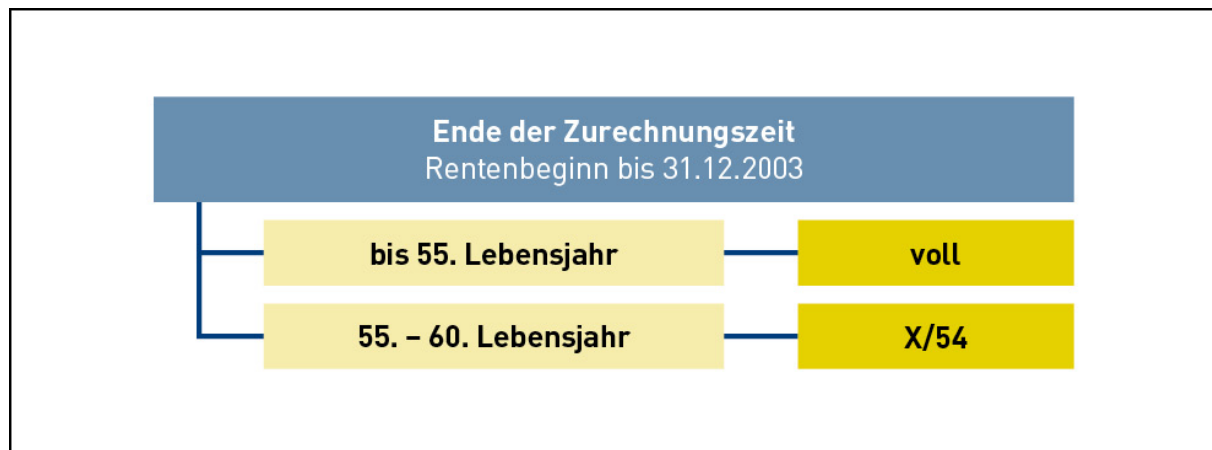 Ende der Zurechnungszeit
Rentenbeginn bis 31.12.2003
bis 55. Lebensjahr
voll
55. – 60. Lebensjahr
X/54